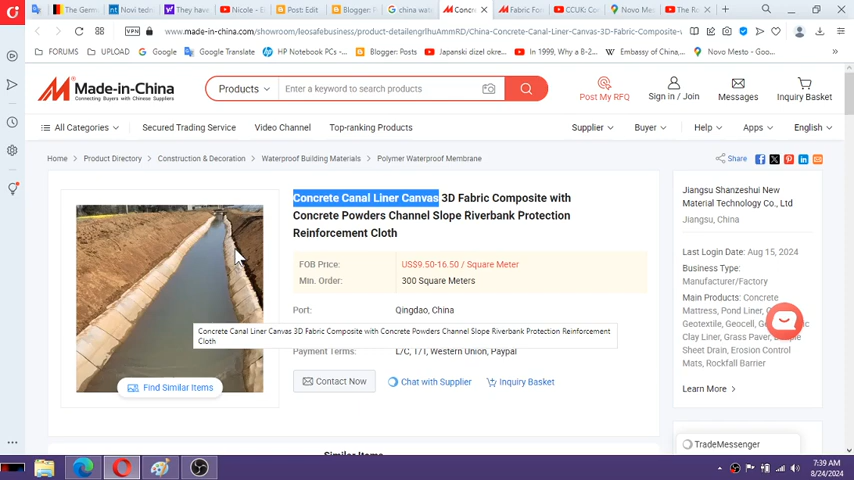 The Germ
Novi tedn
They have
Nicole - E
Post: Edit
Blogger: F
china wat
Concre
Fabric For
CCUK: Co
Novo Mes
The Ro
VPN
www.made-in-china.com/showroom/leosafebusiness/product-detailengrlhuAmmRD/China-Concrete-Canal-Liner-Canvas-3D-Fabric-Composite-v
FORUMS
UPLOAD
Google
Google Translate
HP Notebook PC -...
Blogger: Posts
Japanski dizel okre...
In 1999, Why a B-2...
Embassy of China,...
Novo Mesto - Goo...
Made-in-China
Connecting Buyers with Chinese Suppliers
Products
Enter a keyword to search products
Post My RFQ
Sign in / Join
Messages
Inquiry Basket
All Categories
Secured Trading Service
Video Channel
Top-ranking Products
Supplier
Buyer
Help
Apps
English
Home > Product Directory > Construction & Decoration > Waterproof Building Materials > Polymer Waterproof Membrane
Share
Concrete Canal Liner Canvas 3D Fabric Composite with
Concrete Powders Channel Slope Riverbank Protection
Reinforcement Cloth
FOB Price: US$9.50-16.50 / Square Meter
Min. Order: 300 Square Meters
Port: Qingdao, China
Concrete Canal Liner Canvas 3D Fabric Composite with Concrete Powders Channel Slope Riverbank Protection Reinforcement
Cloth
Payment Terms: L/C, T/T, Western Union, Paypal
Find Similar Items
Contact Now
Chat with Supplier
Inquiry Basket
Similar Items
Jiangsu Shanzeshui New
Material Technology Co., Ltd
Jiangsu, China
Last Login Date: Aug 15, 2024
Business Type:
Manufacturer/Factory
Main Products: Concrete
Mattress, Pond Liner, G
Geotextile, Geocell, Ge
Clay Liner, Grass Paver,
Sheet Drain, Erosion Control
Mats, Rockfall Barrier
Learn More >
TradeMessenger
7:39 AM
8/24/2024